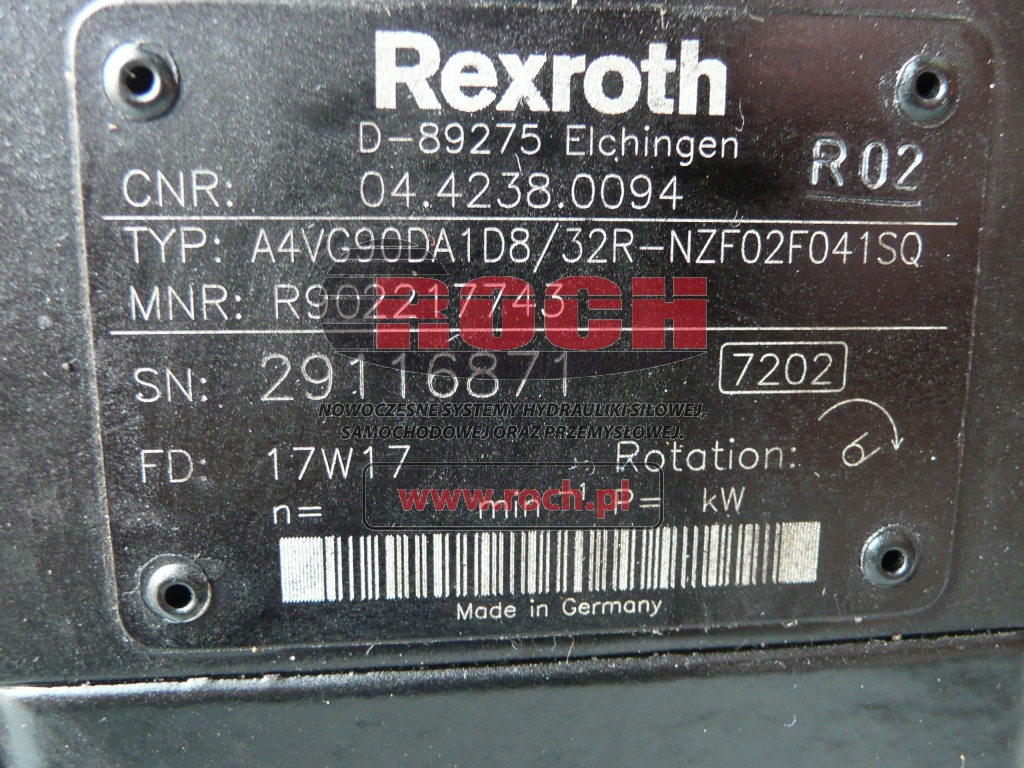 Rexroth
D-89275 Elchingen
R02
CNR: 04.4238.0094
TYP: A4VG90DA1D8/32R-NZF02F041SQ
MNR: R902217743
ROCH
SN: 29116871 7202
NOWOCZESNE SYSTEMY HYDRAULIKI SIŁOWEJ,
SAMOCHODOWEJ ORAZ PRZEMYSŁOWEJ.
FD: 17W17 Rotation:
www.roch.pl
n= min⁻¹ P= kW
Made in Germany